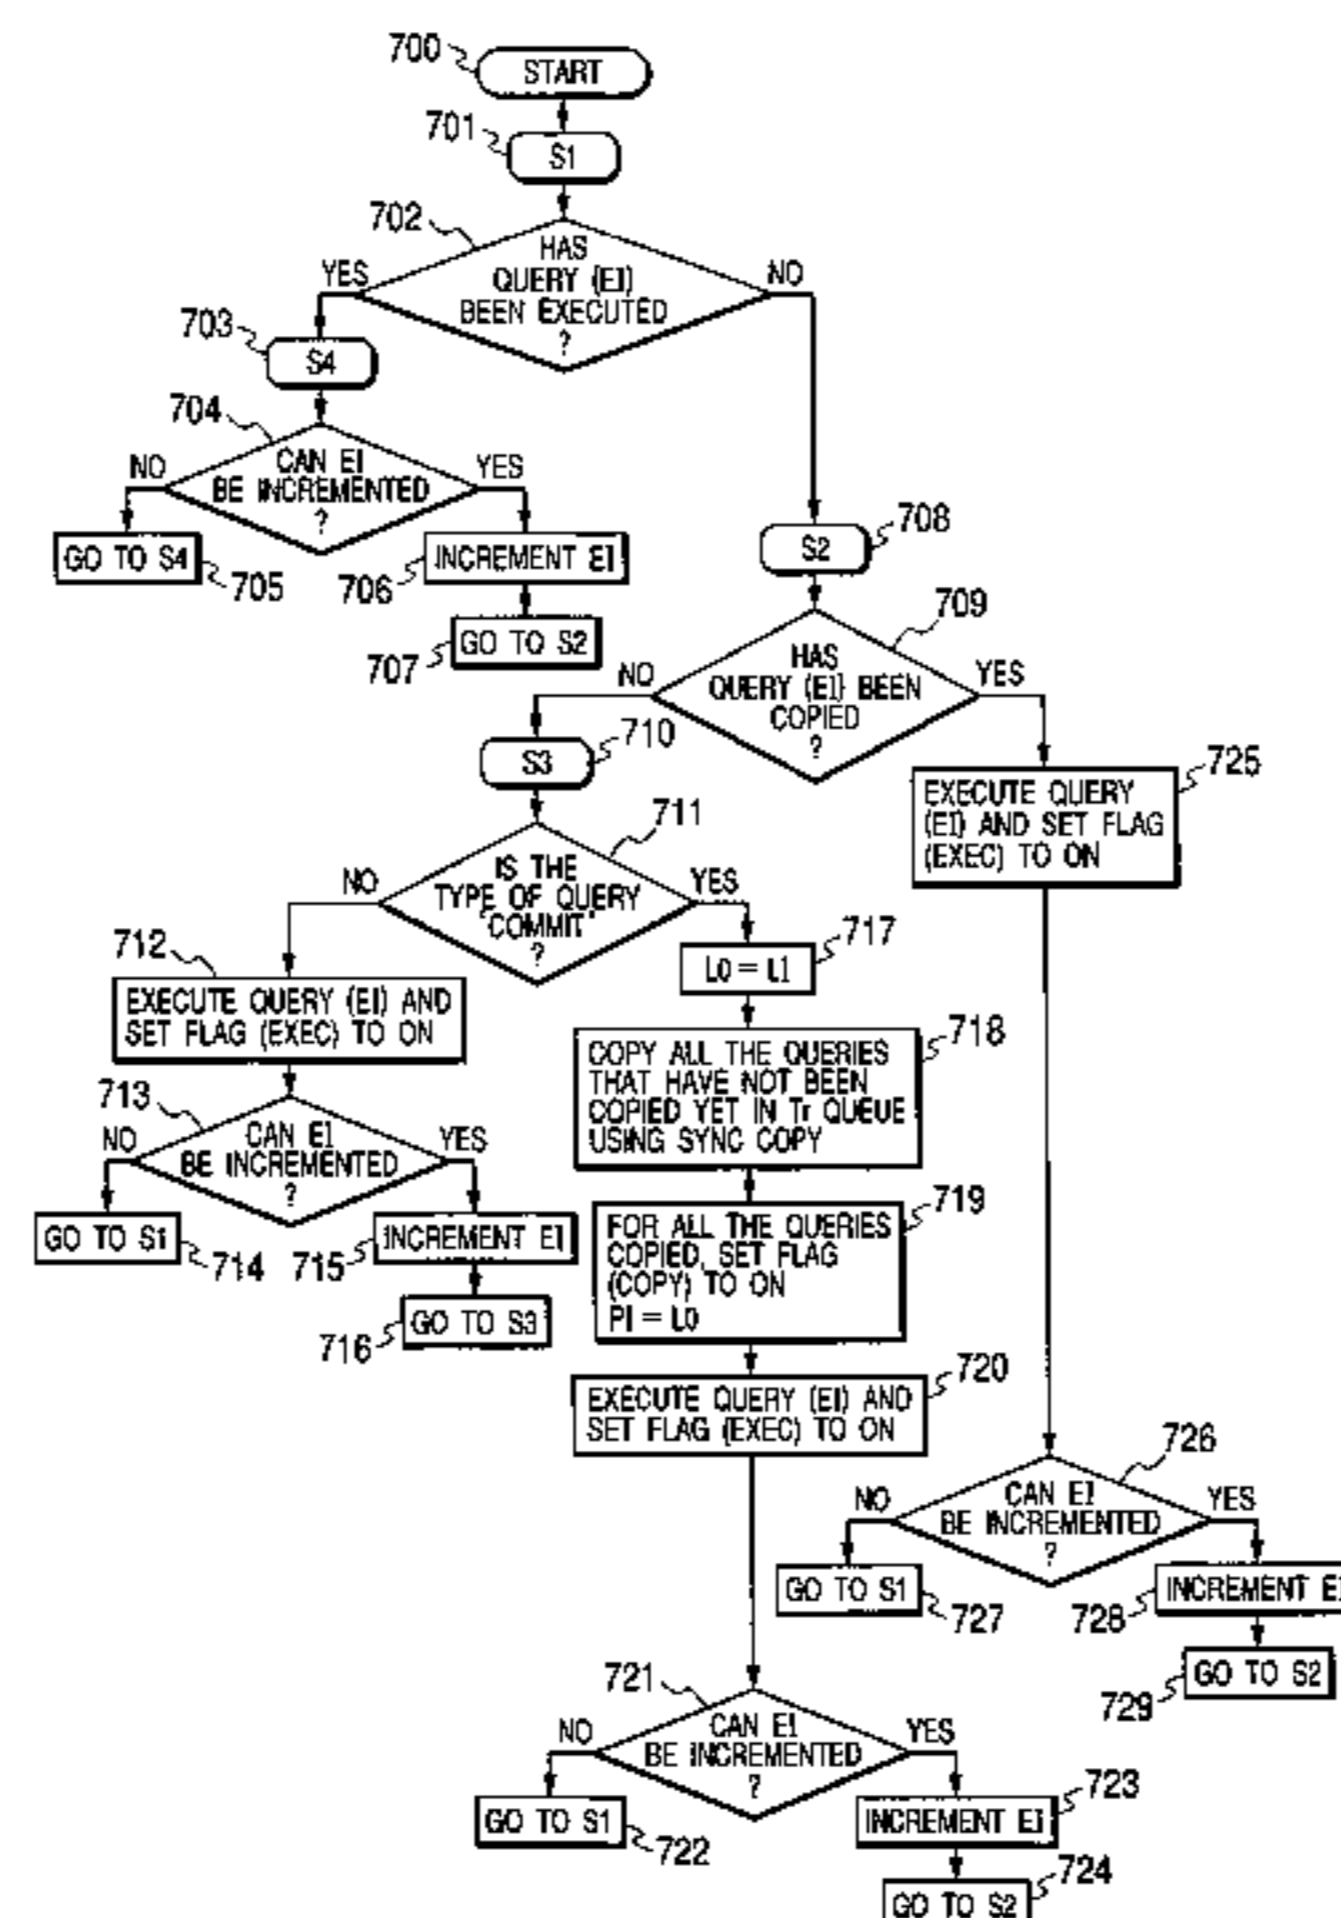 700
START
701
S1
702
HAS
QUERY (EI)
BEEN EXECUTED
?
YES
NO
703
S4
704
CAN EI
BE INCREMENTED
?
NO
YES
GO TO S4
705
706
INCREMENT EI
707
GO TO S2
708
S2
709
HAS
QUERY (EI) BEEN
COPIED
?
NO
YES
710
S3
711
IS THE
TYPE OF QUERY
"COMMIT"
?
NO
YES
725
EXECUTE QUERY
(EI) AND SET FLAG
(EXEC) TO ON
712
EXECUTE QUERY (EI) AND
SET FLAG (EXEC) TO ON
713
CAN EI
BE INCREMENTED
?
NO
YES
GO TO S1
714
715
INCREMENT EI
716
GO TO S3
717
L0 = LI
718
COPY ALL THE QUERIES
THAT HAVE NOT BEEN
COPIED YET IN Tr QUEUE
USING SYNC COPY
719
FOR ALL THE QUERIES
COPIED, SET FLAG
(COPY) TO ON
PI = L0
720
EXECUTE QUERY (EI) AND
SET FLAG (EXEC) TO ON
726
CAN EI
BE INCREMENTED
?
NO
YES
GO TO S1
727
728
INCREMENT EI
729
GO TO S2
721
CAN EI
BE INCREMENTED
?
NO
YES
GO TO S1
722
723
INCREMENT EI
724
GO TO S2